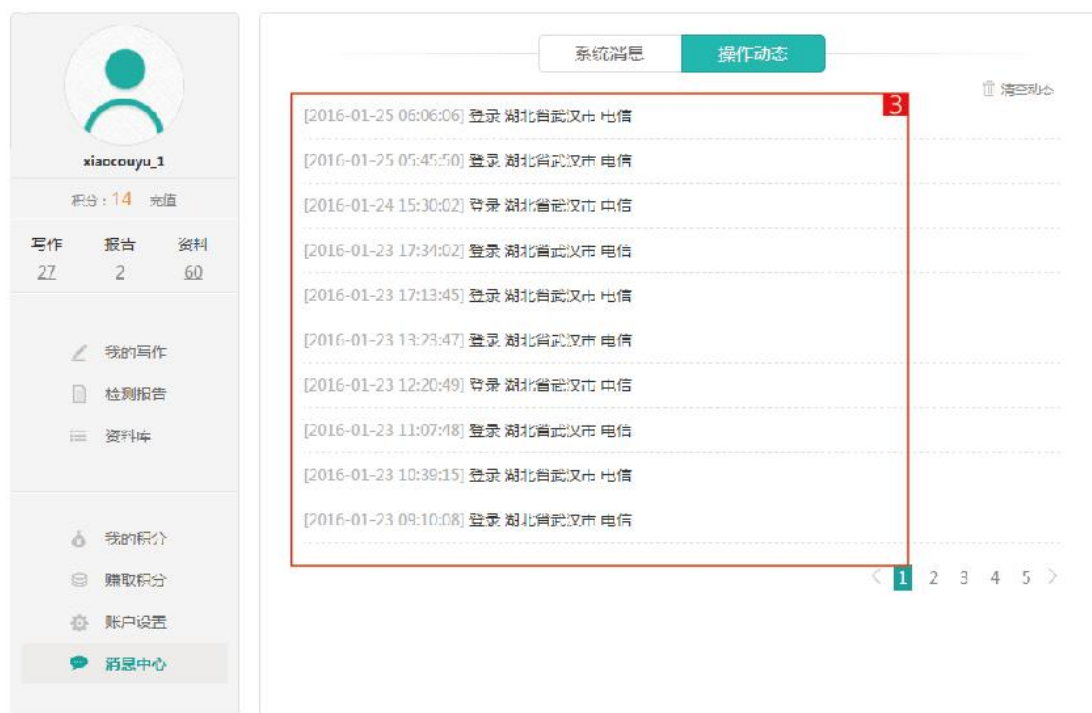 xiaocouyu_1
积分：14 充值
写作 报告 资料
27 2 60
我的写作
检测报告
资料库
我的积分
赚取积分
账户设置
消息中心
系统消息 操作动态
清空动态
3
[2016-01-25 06:06:06] 登录 湖北省武汉市 电信
[2016-01-25 05:45:50] 登录 湖北省武汉市 电信
[2016-01-24 15:30:02] 登录 湖北省武汉市 电信
[2016-01-23 17:34:02] 登录 湖北省武汉市 电信
[2016-01-23 17:13:45] 登录 湖北省武汉市 电信
[2016-01-23 13:23:47] 登录 湖北省武汉市 电信
[2016-01-23 12:20:49] 登录 湖北省武汉市 电信
[2016-01-23 11:07:48] 登录 湖北省武汉市 电信
[2016-01-23 10:39:15] 登录 湖北省武汉市 电信
[2016-01-23 09:10:08] 登录 湖北省武汉市 电信
< 1 2 3 4 5 >